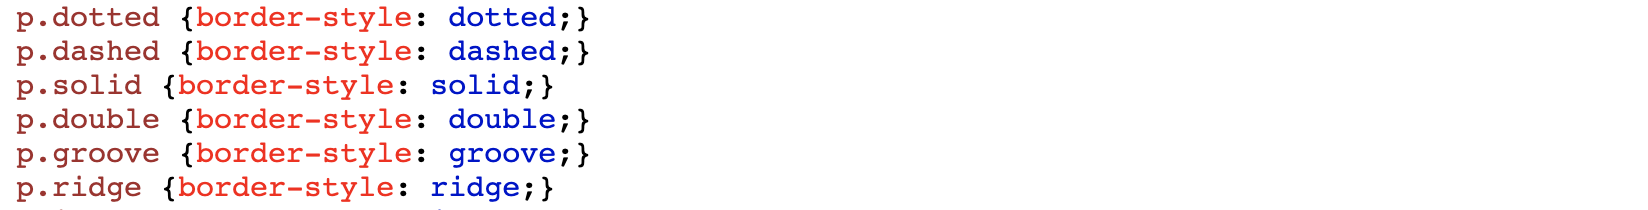 p.dotted {border-style: dotted;}
p.dashed {border-style: dashed;}
p.solid {border-style: solid;}
p.double {border-style: double;}
p.groove {border-style: groove;}
p.ridge {border-style: ridge;}